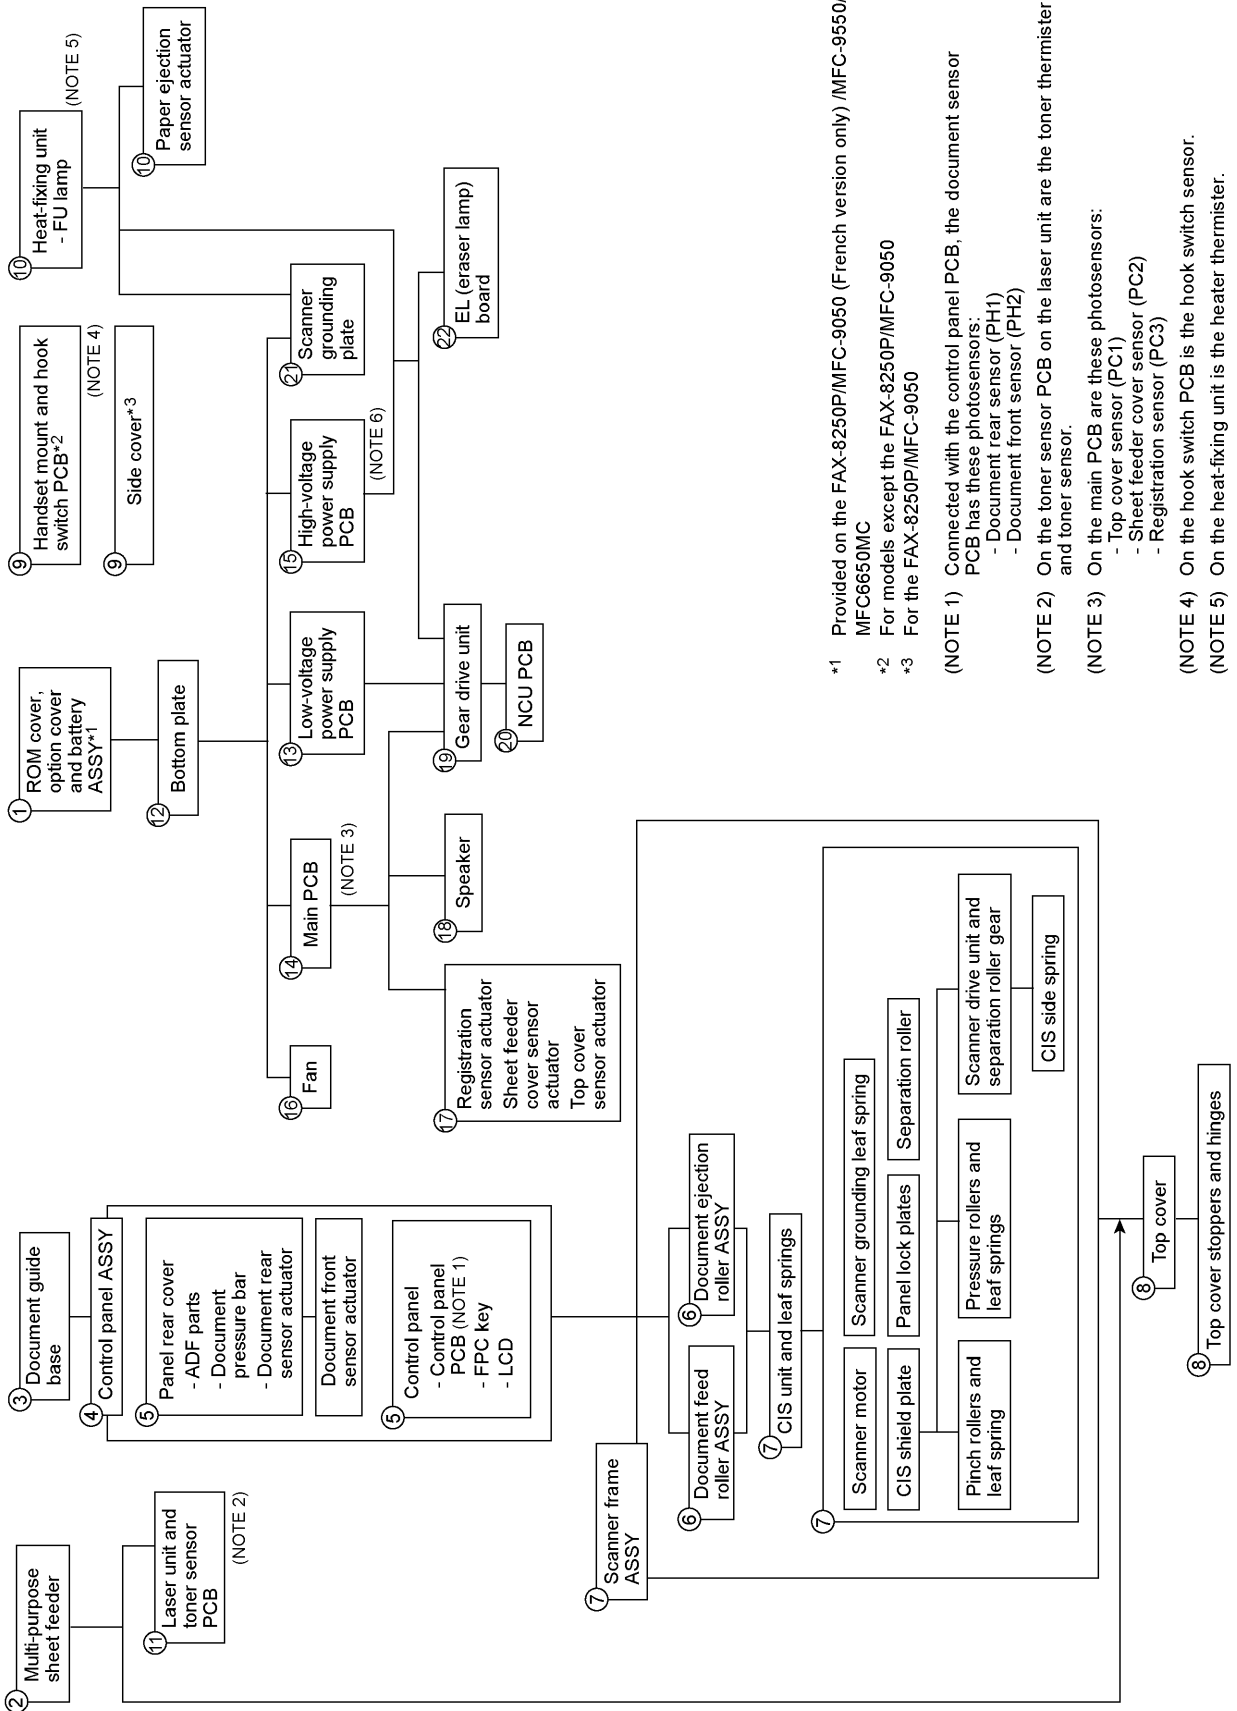 2
Multi-purpose
sheet feeder
11
Laser unit and
toner sensor
PCB
(NOTE 2)
3
Document guide
base
4
Control panel ASSY
5
Panel rear cover
- ADF parts
- Document
pressure bar
- Document rear
sensor actuator
Document front
sensor actuator
5
Control panel
- Control panel
PCB (NOTE 1)
- FPC key
- LCD
7
Scanner frame
ASSY
6
Document feed
roller ASSY
6
Document ejection
roller ASSY
7
CIS unit and leaf springs
7
Scanner motor
Scanner grounding leaf spring
CIS shield plate
Panel lock plates
Separation roller
Pinch rollers and
leaf spring
Pressure rollers and
leaf springs
Scanner drive unit and
separation roller gear
CIS side spring
8
Top cover
8
Top cover stoppers and hinges
1
ROM cover,
option cover
and battery
ASSY*1
12
Bottom plate
16
Fan
14
Main PCB
(NOTE 3)
13
Low-voltage
power supply
PCB
15
High-voltage
power supply
PCB
(NOTE 6)
21
Scanner
grounding
plate
17
Registration
sensor actuator
Sheet feeder
cover sensor
actuator
Top cover
sensor actuator
18
Speaker
19
Gear drive unit
20
NCU PCB
22
EL (eraser lamp)
board
9
Handset mount and hook
switch PCB*2
(NOTE 4)
9
Side cover*3
10
Heat-fixing unit
- FU lamp
(NOTE 5)
10
Paper ejection
sensor actuator
*1 Provided on the FAX-8250P/MFC-9050 (French version only) /MFC-9550/
MFC6650MC
*2 For models except the FAX-8250P/MFC-9050
*3 For the FAX-8250P/MFC-9050
(NOTE 1) Connected with the control panel PCB, the document sensor
PCB has these photosensors:
- Document rear sensor (PH1)
- Document front sensor (PH2)
(NOTE 2) On the toner sensor PCB on the laser unit are the toner thermister
and toner sensor.
(NOTE 3) On the main PCB are these photosensors:
- Top cover sensor (PC1)
- Sheet feeder cover sensor (PC2)
- Registration sensor (PC3)
(NOTE 4) On the hook switch PCB is the hook switch sensor.
(NOTE 5) On the heat-fixing unit is the heater thermister.